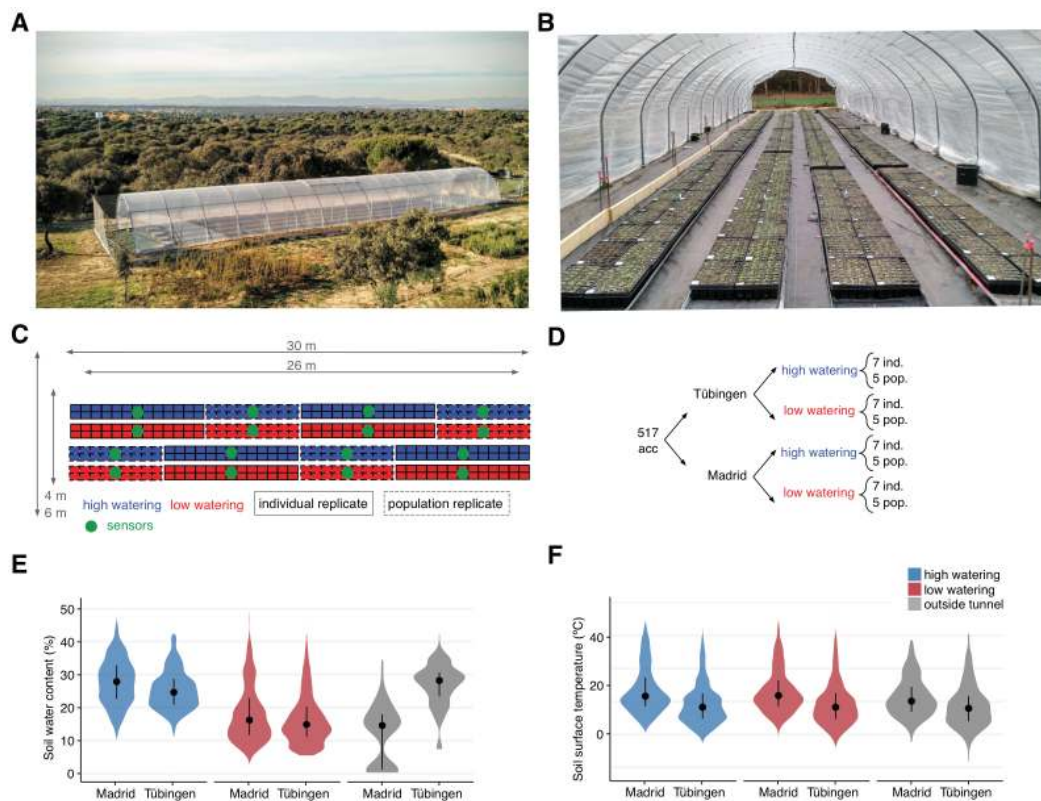 A
B
C
30 m
26 m
4 m
6 m
high watering low watering individual replicate population replicate
sensors
D
517
acc
Tübingen
Madrid
high watering
7 ind.
5 pop.
low watering
7 ind.
5 pop.
high watering
7 ind.
5 pop.
low watering
7 ind.
5 pop.
E
Soil water content (%)
50
40
30
20
10
0
Madrid Tübingen Madrid Tübingen Madrid Tübingen
F
high watering
low watering
outside tunnel
Soil surface temperature (ºC)
40
20
0
Madrid Tübingen Madrid Tübingen Madrid Tübingen